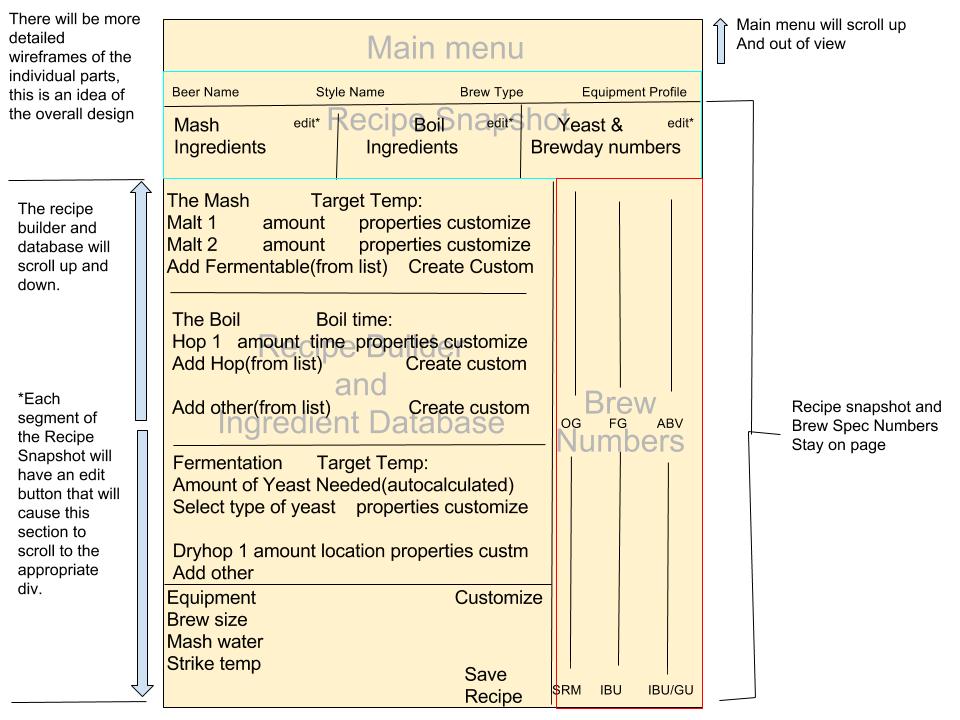 There will be more
detailed
wireframes of the
individual parts,
this is an idea of
the overall design
Main menu
Main menu will scroll up
And out of view
Beer Name Style Name Brew Type Equipment Profile
Recipe Snapshot
Mash edit* Boil edit* Yeast & edit*
Ingredients Ingredients Brewday numbers
The recipe
builder and
database will
scroll up and
down.
*Each
segment of
the Recipe
Snapshot will
have an edit
button that will
cause this
section to
scroll to the
appropriate
div.
The Mash Target Temp:
Malt 1 amount properties customize
Malt 2 amount properties customize
Add Fermentable(from list) Create Custom
The Boil Boil time:
Hop 1 amount time properties customize
Add Hop(from list) Create custom
Add other(from list) Create custom
Recipe Builder
and
Ingredient Database
Fermentation Target Temp:
Amount of Yeast Needed(autocalculated)
Select type of yeast properties customize
Dryhop 1 amount location properties custm
Add other
Equipment Customize
Brew size
Mash water
Strike temp
Save
Recipe
Brew
Numbers
OG FG ABV
SRM IBU IBU/GU
Recipe snapshot and
Brew Spec Numbers
Stay on page